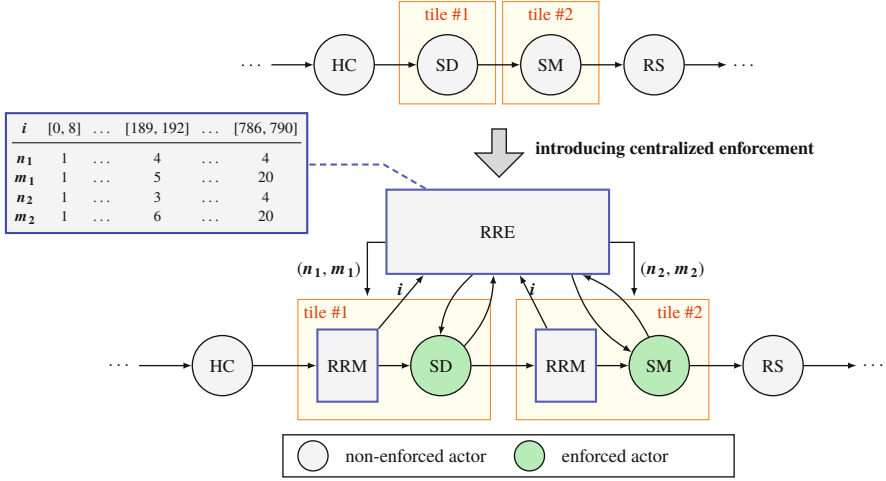 tile #1 tile #2
... HC SD SM RS ...
i [0, 8] ... [189, 192] ... [786, 790]
n1 1 ... 4 ... 4
m1 1 ... 5 ... 20
n2 1 ... 3 ... 4
m2 1 ... 6 ... 20
introducing centralized enforcement
RRE
(n1, m1) (n2, m2)
i i
tile #1 tile #2
... HC RRM SD RRM SM RS ...
non-enforced actor enforced actor